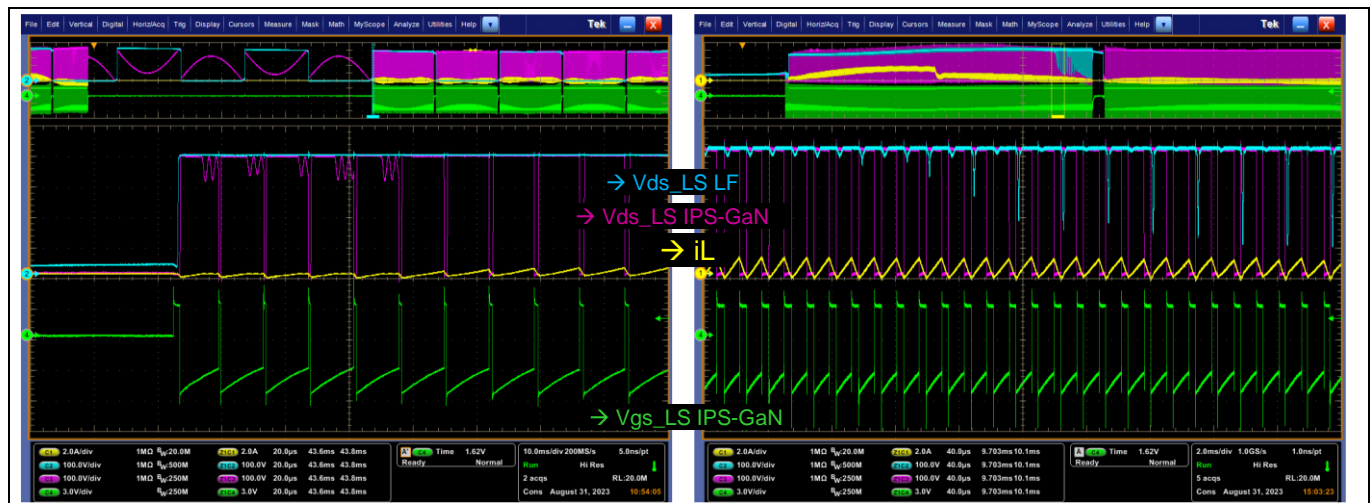 File Edit Vertical Digital Horiz/Acq Trig Display Cursors Measure Mask Math MyScope Analyze Utilities Help Tek
2
4
2
4
C1 2.0A/div 1MΩ BW:20.0M
C2 100.0V/div 1MΩ BW:500M
C3 100.0V/div 1MΩ BW:250M
C4 3.0V/div BW:250M
Z1C1 2.0A 20.0µs 43.6ms 43.8ms
Z1C2 100.0V 20.0µs 43.6ms 43.8ms
Z1C3 100.0V 20.0µs 43.6ms 43.8ms
Z1C4 3.0V 20.0µs 43.6ms 43.8ms
A' C4 Time 1.62V
Ready Normal
10.0ms/div 200MS/s 5.0ns/pt
Run Hi Res
2 acqs RL:20.0M
Cons August 31, 2023 10:54:05
→ Vds_LS LF
→ Vds_LS IPS-GaN
→ iL
→ Vgs_LS IPS-GaN
File Edit Vertical Digital Horiz/Acq Trig Display Cursors Measure Mask Math MyScope Analyze Utilities Help Tek
1
4
1
4
C1 2.0A/div 1MΩ BW:20.0M
C2 100.0V/div 1MΩ BW:500M
C3 100.0V/div 1MΩ BW:250M
C4 3.0V/div BW:250M
Z1C1 2.0A 40.0µs 9.703ms 10.1ms
Z1C2 100.0V 40.0µs 9.703ms 10.1ms
Z1C3 100.0V 40.0µs 9.703ms 10.1ms
Z1C4 3.0V 40.0µs 9.703ms 10.1ms
A C4 Time 1.62V
Ready Normal
2.0ms/div 1.0GS/s 1.0ns/pt
Run Hi Res
5 acqs RL:20.0M
Cons August 31, 2023 15:03:23